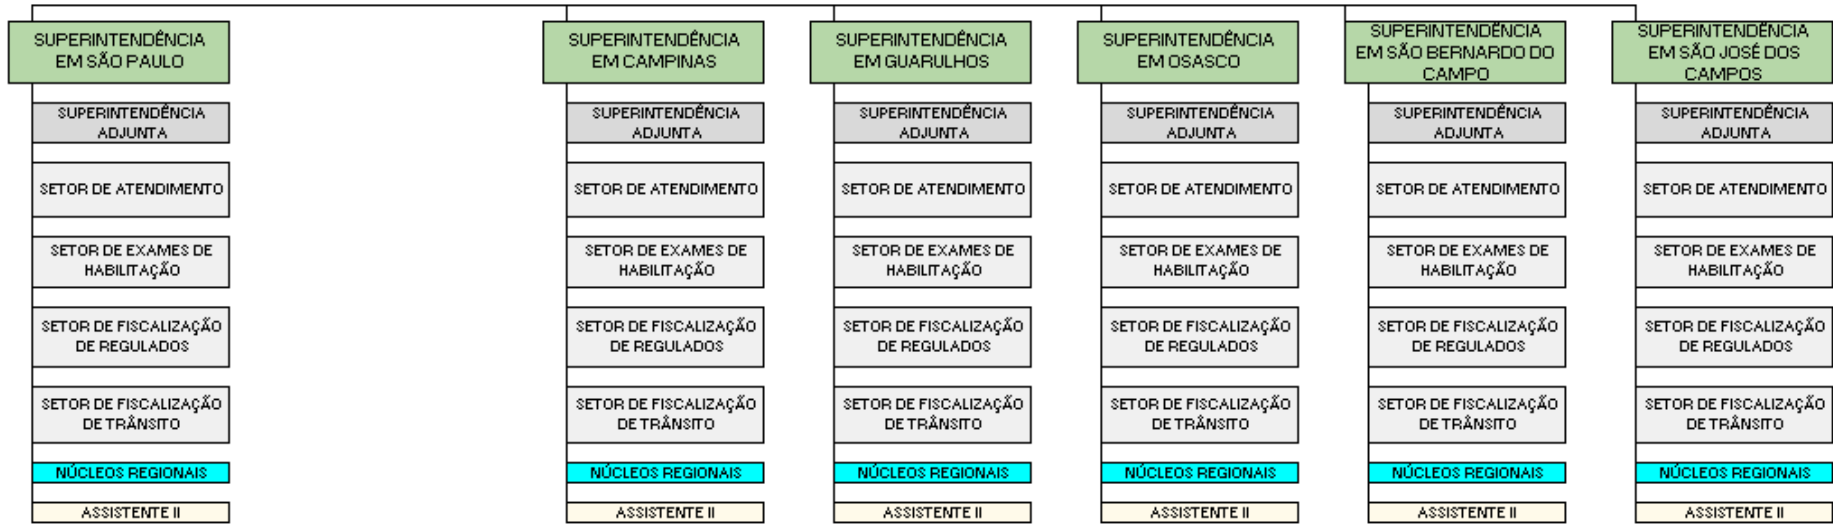 SUPERINTENDÊNCIA
EM SÃO PAULO
SUPERINTENDÊNCIA
ADJUNTA
SETOR DE ATENDIMENTO
SETOR DE EXAMES DE
HABILITAÇÃO
SETOR DE FISCALIZAÇÃO
DE REGULADOS
SETOR DE FISCALIZAÇÃO
DE TRÂNSITO
NÚCLEOS REGIONAIS
ASSISTENTE II
SUPERINTENDÊNCIA
EM CAMPINAS
SUPERINTENDÊNCIA
ADJUNTA
SETOR DE ATENDIMENTO
SETOR DE EXAMES DE
HABILITAÇÃO
SETOR DE FISCALIZAÇÃO
DE REGULADOS
SETOR DE FISCALIZAÇÃO
DE TRÂNSITO
NÚCLEOS REGIONAIS
ASSISTENTE II
SUPERINTENDÊNCIA
EM GUARULHOS
SUPERINTENDÊNCIA
ADJUNTA
SETOR DE ATENDIMENTO
SETOR DE EXAMES DE
HABILITAÇÃO
SETOR DE FISCALIZAÇÃO
DE REGULADOS
SETOR DE FISCALIZAÇÃO
DE TRÂNSITO
NÚCLEOS REGIONAIS
ASSISTENTE II
SUPERINTENDÊNCIA
EM OSASCO
SUPERINTENDÊNCIA
ADJUNTA
SETOR DE ATENDIMENTO
SETOR DE EXAMES DE
HABILITAÇÃO
SETOR DE FISCALIZAÇÃO
DE REGULADOS
SETOR DE FISCALIZAÇÃO
DE TRÂNSITO
NÚCLEOS REGIONAIS
ASSISTENTE II
SUPERINTENDÊNCIA
EM SÃO BERNARDO DO
CAMPO
SUPERINTENDÊNCIA
ADJUNTA
SETOR DE ATENDIMENTO
SETOR DE EXAMES DE
HABILITAÇÃO
SETOR DE FISCALIZAÇÃO
DE REGULADOS
SETOR DE FISCALIZAÇÃO
DE TRÂNSITO
NÚCLEOS REGIONAIS
ASSISTENTE II
SUPERINTENDÊNCIA
EM SÃO JOSÉ DOS
CAMPOS
SUPERINTENDÊNCIA
ADJUNTA
SETOR DE ATENDIMENTO
SETOR DE EXAMES DE
HABILITAÇÃO
SETOR DE FISCALIZAÇÃO
DE REGULADOS
SETOR DE FISCALIZAÇÃO
DE TRÂNSITO
NÚCLEOS REGIONAIS
ASSISTENTE II